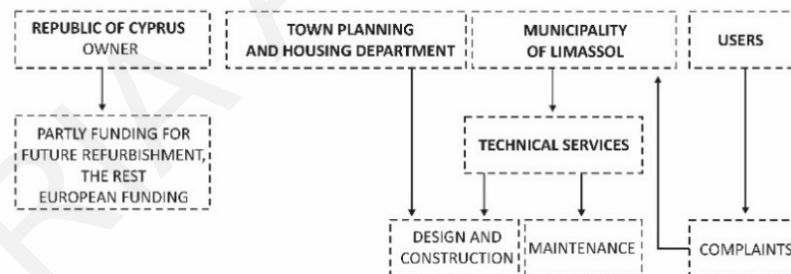 REPUBLIC OF CYPRUS
OWNER
TOWN PLANNING
AND HOUSING DEPARTMENT
MUNICIPALITY
OF LIMASSOL
USERS
PARTLY FUNDING FOR
FUTURE REFURBISHMENT,
THE REST
EUROPEAN FUNDING
TECHNICAL SERVICES
DESIGN AND
CONSTRUCTION
MAINTENANCE
COMPLAINTS